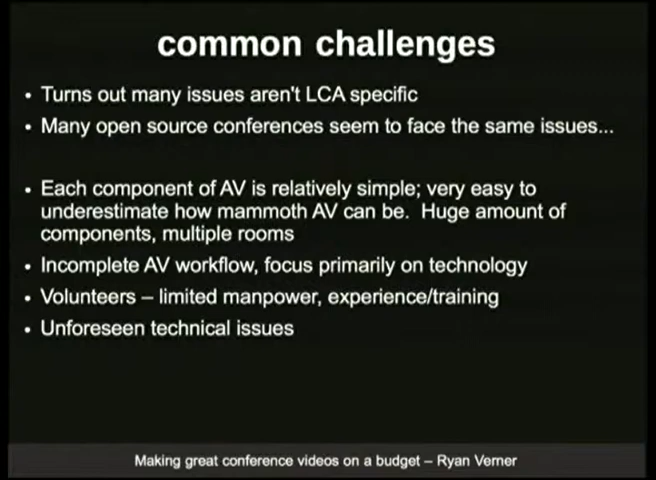 common challenges
• Turns out many issues aren't LCA specific
• Many open source conferences seem to face the same issues...
• Each component of AV is relatively simple; very easy to
underestimate how mammoth AV can be.  Huge amount of
components, multiple rooms
• Incomplete AV workflow, focus primarily on technology
• Volunteers – limited manpower, experience/training
• Unforeseen technical issues
Making great conference videos on a budget – Ryan Verner